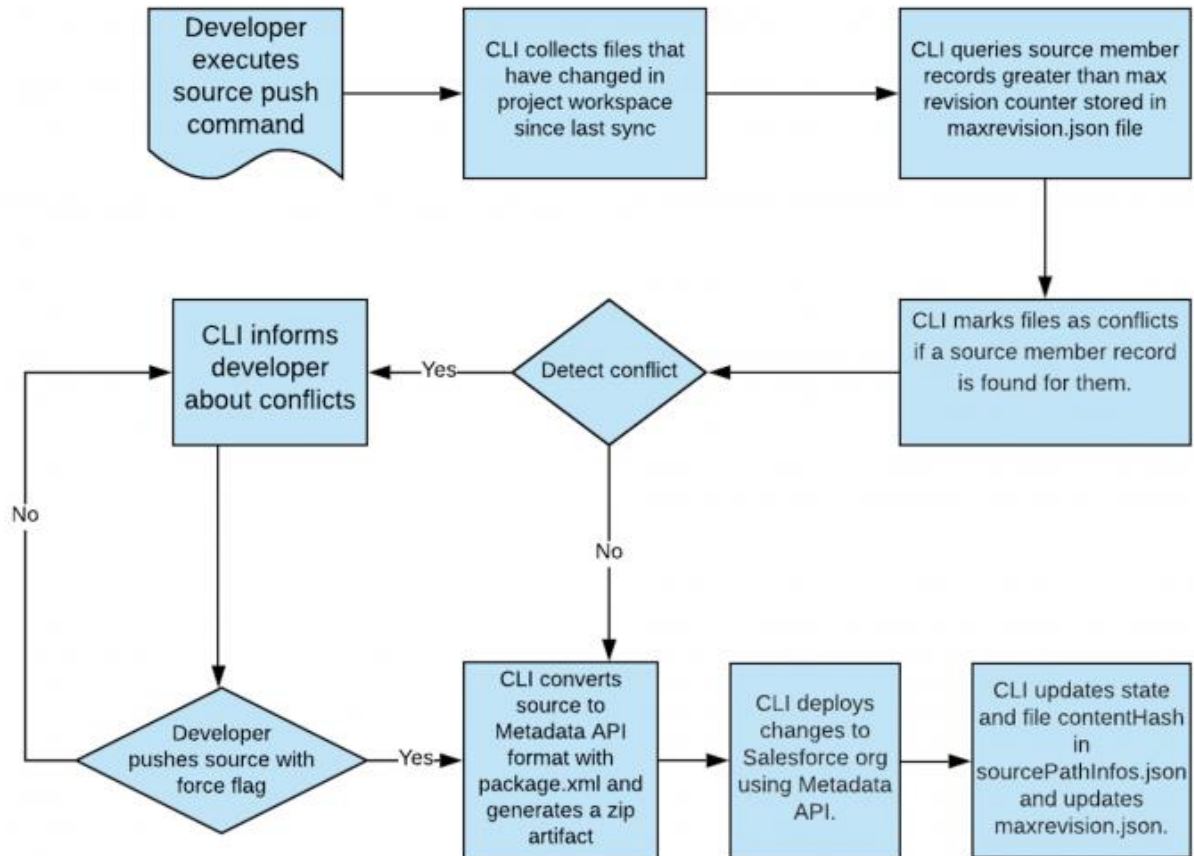 Developer
executes
source push
command
CLI collects files that
have changed in
project workspace
since last sync
CLI queries source member
records greater than max
revision counter stored in
maxrevision.json file
CLI informs
developer
about conflicts
Yes
Detect conflict
CLI marks files as conflicts
if a source member record
is found for them.
No
No
Developer
pushes source with
force flag
Yes
CLI converts
source to
Metadata API
format with
package.xml and
generates a zip
artifact
CLI deploys
changes to
Salesforce org
using Metadata
API.
CLI updates state
and file contentHash
in
sourcePathInfos.json
and updates
maxrevision.json.